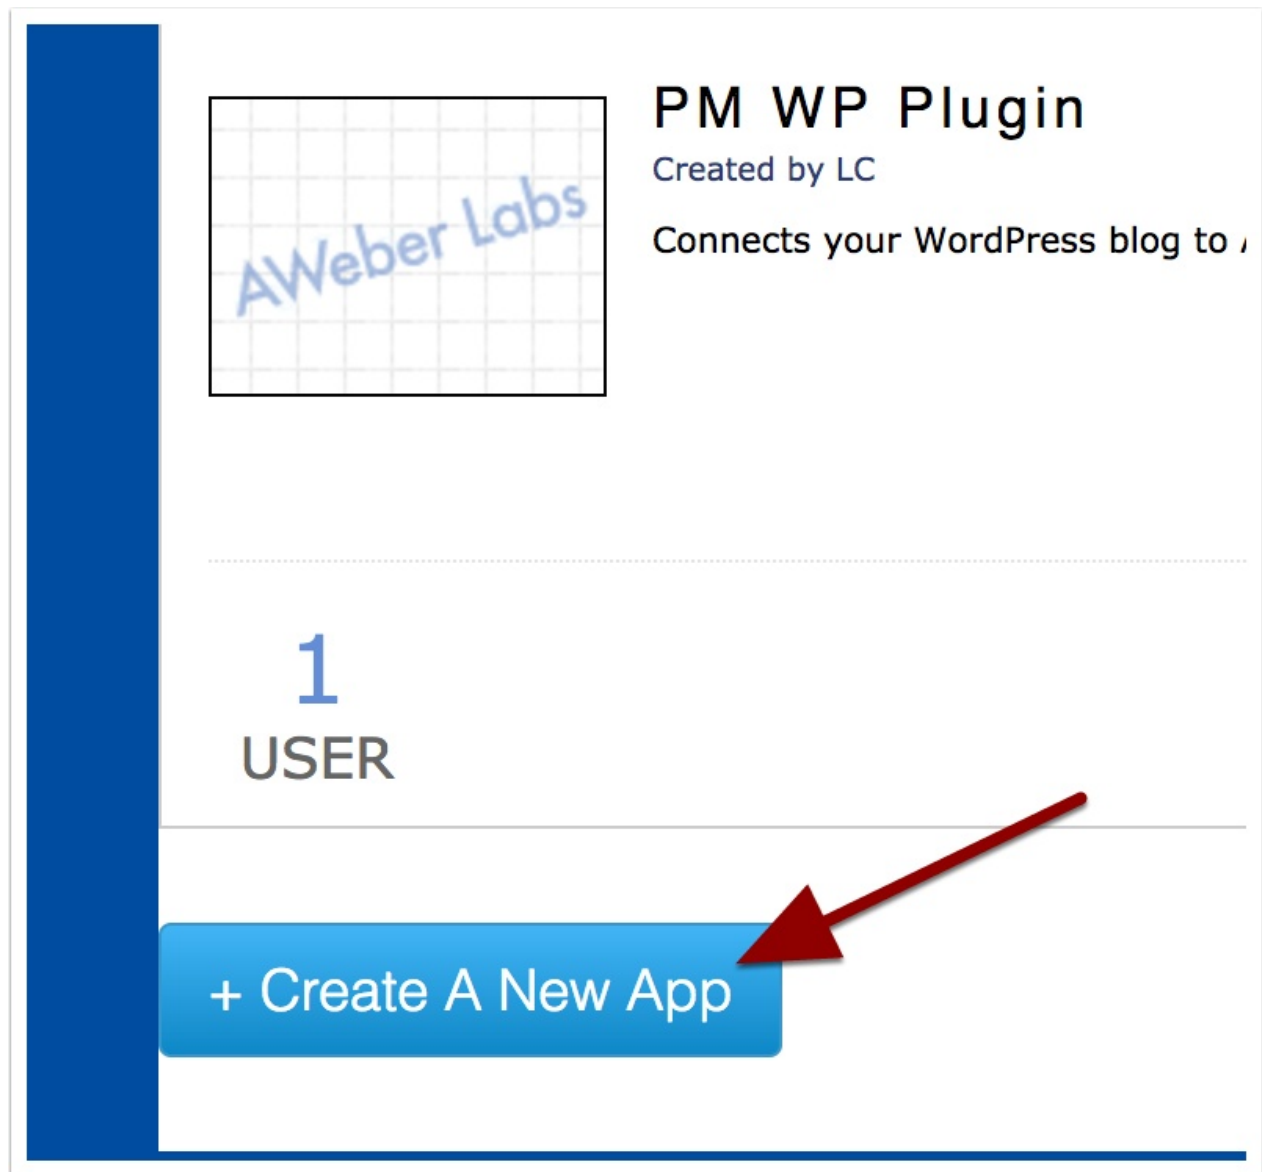 AWeber Labs
PM WP Plugin
Created by LC
Connects your WordPress blog to
1
USER
+ Create A New App